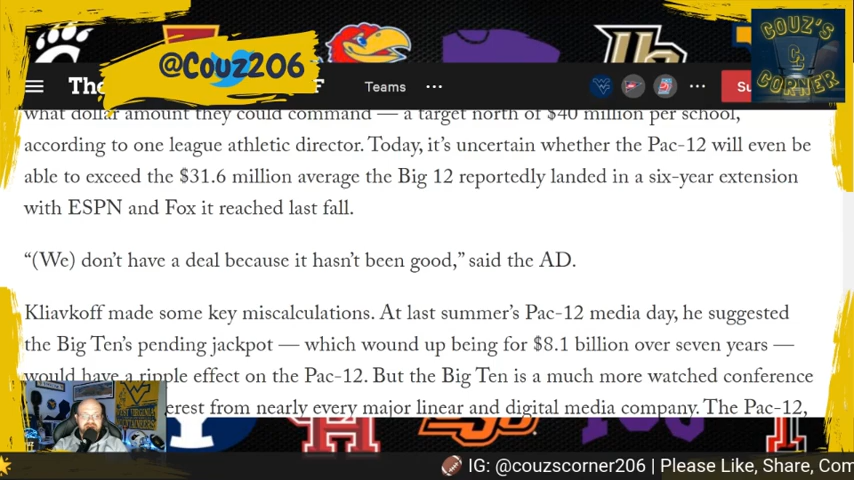 @Couz206
COUZ'S
CORNER
The
F
Teams
Su
what dollar amount they could command — a target north of $40 million per school,
according to one league athletic director. Today, it's uncertain whether the Pac-12 will even be
able to exceed the $31.6 million average the Big 12 reportedly landed in a six-year extension
with ESPN and Fox it reached last fall.
“(We) don't have a deal because it hasn't been good,” said the AD.
Kliavkoff made some key miscalculations. At last summer's Pac-12 media day, he suggested
the Big Ten's pending jackpot — which wound up being for $8.1 billion over seven years —
would have a ripple effect on the Pac-12. But the Big Ten is a much more watched conference
erest from nearly every major linear and digital media company. The Pac-12,
WEST VIRGINIA
MOUNTAINEERS
IG: @couzscorner206 | Please Like, Share, Com